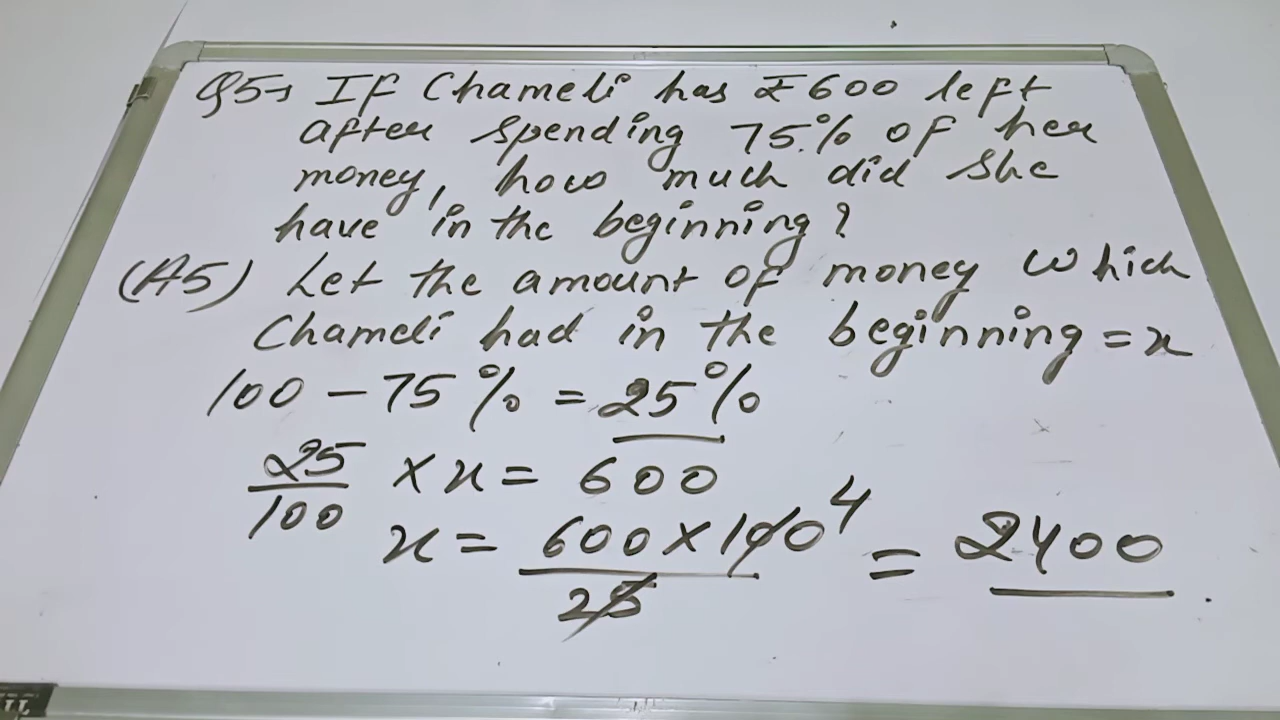 Q5→ If Chameli has ₹600 left
after spending 75% of her
money, how much did she
have in the beginning?
(A5) Let the amount of money which
Chameli had in the beginning = x
100 - 75% = 25%
25/100 × x = 600
x = 600 × 100/25 4 = 2400